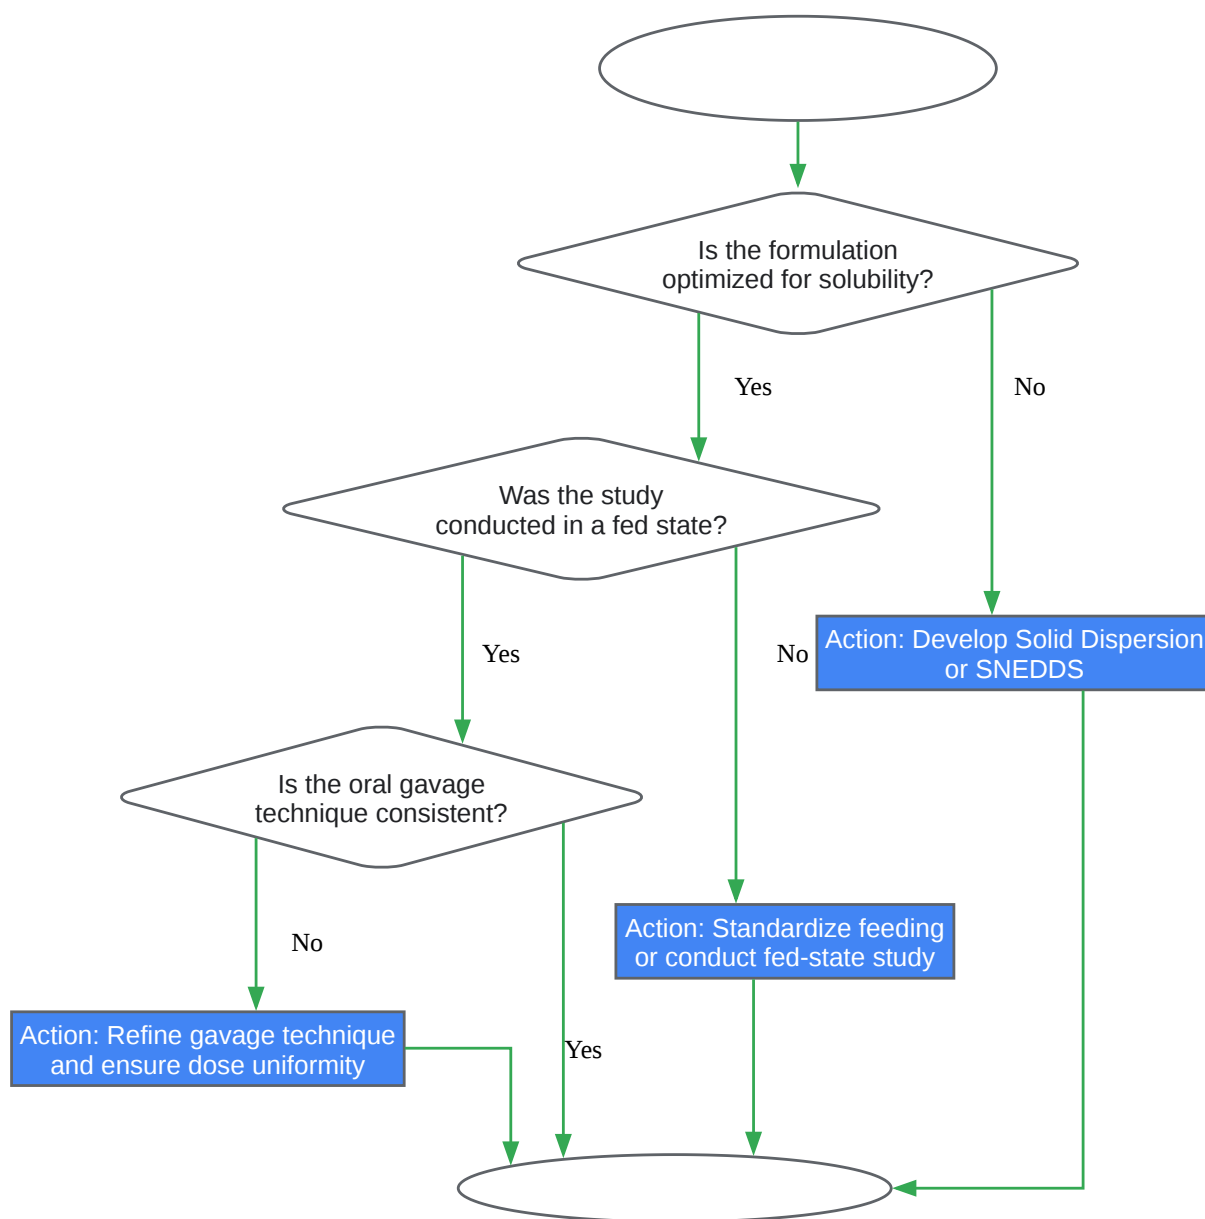 Is the formulation
optimized for solubility?
Yes
No
Was the study
conducted in a fed state?
Yes
No
Action: Develop Solid Dispersion
or SNEDDS
Is the oral gavage
technique consistent?
No
Action: Standardize feeding
or conduct fed-state study
Action: Refine gavage technique
and ensure dose uniformity
Yes